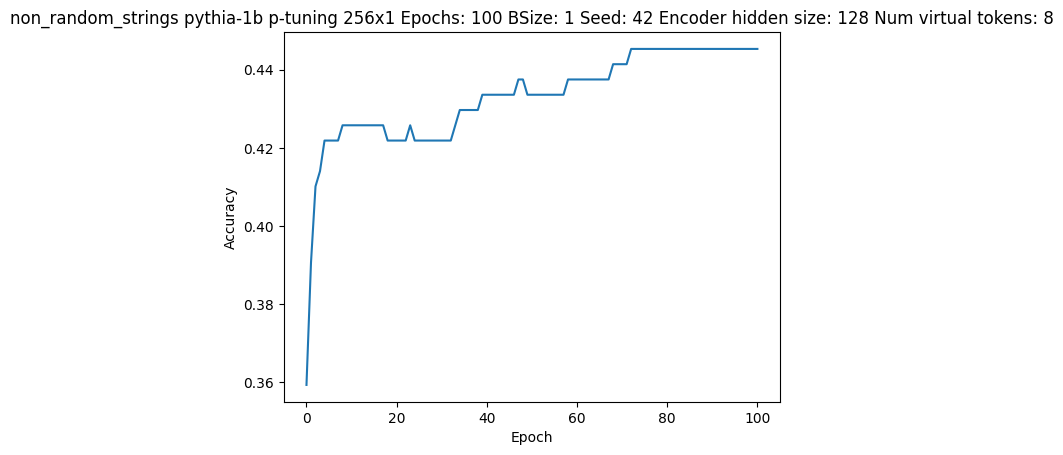 non_random_strings pythia-1b p-tuning 256x1 Epochs: 100 BSize: 1 Seed: 42 Encoder hidden size: 128 Num virtual tokens: 8
0.44
0.42
0.40
0.38
0.36
Accuracy
0 20 40 60 80 100
Epoch